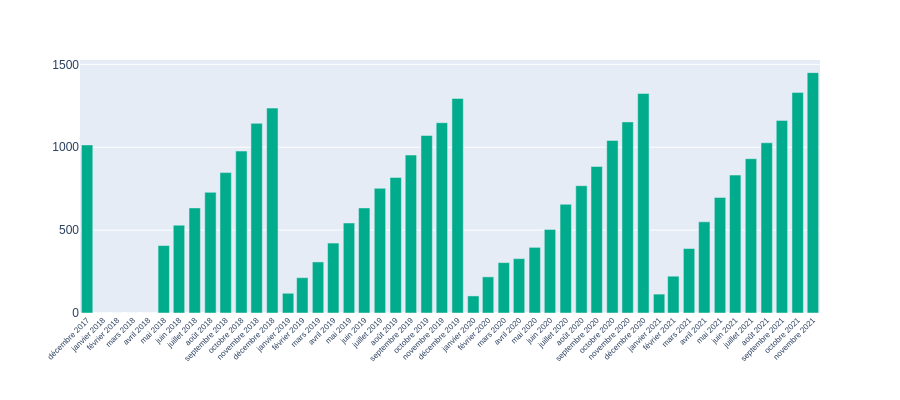 1500
1000
500
0
décembre 2017
janvier 2018
février 2018
mars 2018
avril 2018
mai 2018
juin 2018
juillet 2018
août 2018
septembre 2018
octobre 2018
novembre 2018
décembre 2018
janvier 2019
février 2019
mars 2019
avril 2019
mai 2019
juin 2019
juillet 2019
août 2019
septembre 2019
octobre 2019
novembre 2019
décembre 2019
janvier 2020
février 2020
mars 2020
avril 2020
mai 2020
juin 2020
juillet 2020
août 2020
septembre 2020
octobre 2020
novembre 2020
décembre 2020
janvier 2021
février 2021
mars 2021
avril 2021
mai 2021
juin 2021
juillet 2021
août 2021
septembre 2021
octobre 2021
novembre 2021